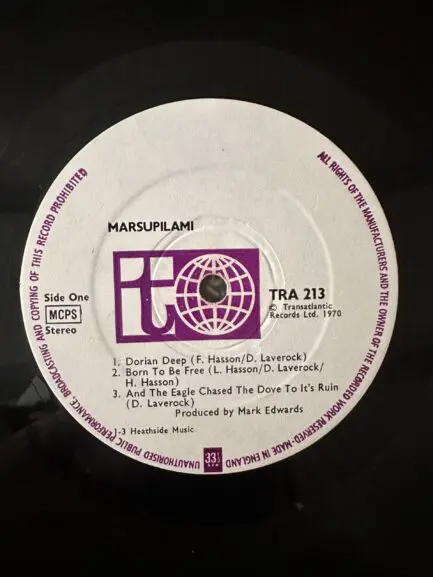 MARSUPILAMI
t
TRA 213
℗ Transatlantic
Records Ltd. 1970
Side One
MCPS
Stereo
1. Dorian Deep (F. Hasson/D. Laverock)
2. Born To Be Free (L. Hasson/D. Laverock/
H. Hasson)
3. And The Eagle Chased The Dove To It's Ruin
(D. Laverock)
Produced by Mark Edwards
1-3 Heathside Music
ALL RIGHTS OF THE MANUFACTURERS AND THE OWNER OF THE RECORDED WORK RESERVED-MADE IN ENGLAND
33⅓
RPM
UNAUTHORISED PUBLIC PERFORMANCE, BROADCASTING AND COPYING OF THIS RECORD PROHIBITED